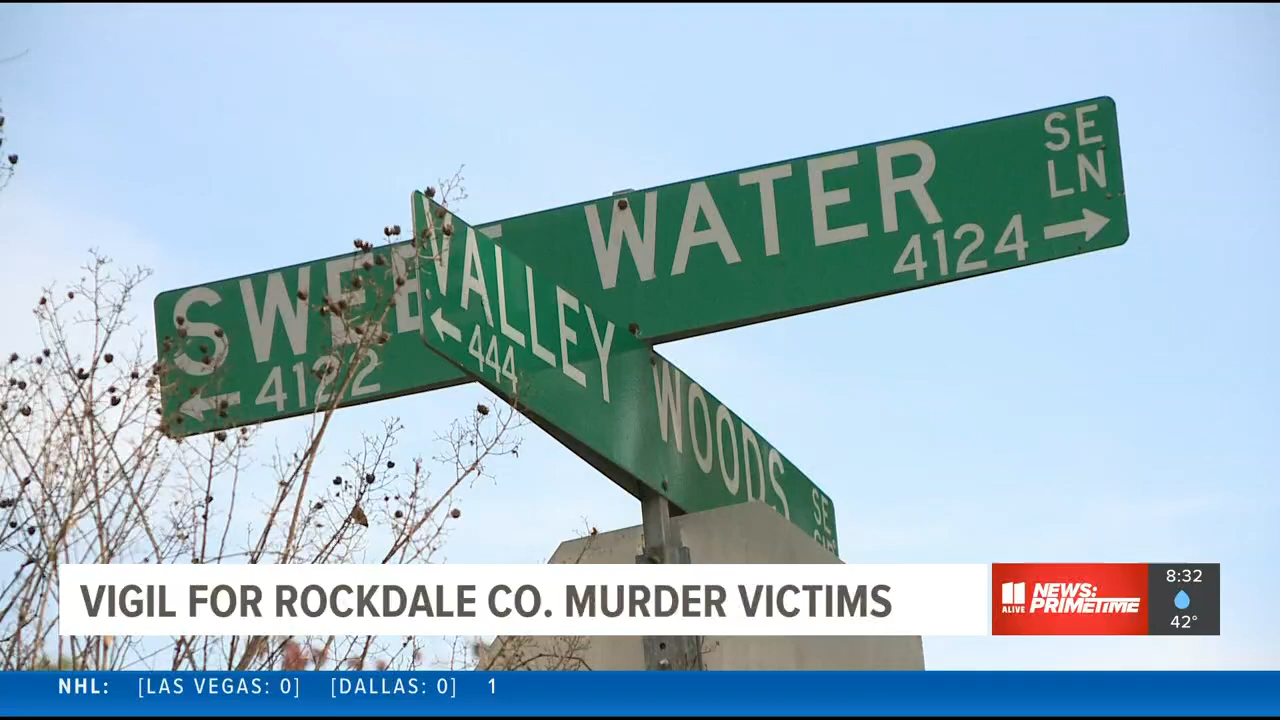 SE
LN
WATER
4124
SWEE
4122
VALLEY
444
WOODS
SE
VIGIL FOR ROCKDALE CO. MURDER VICTIMS
11
ALIVE
NEWS:
PRIMETIME
8:32
42°
NHL: [LAS VEGAS: 0] [DALLAS: 0] 1